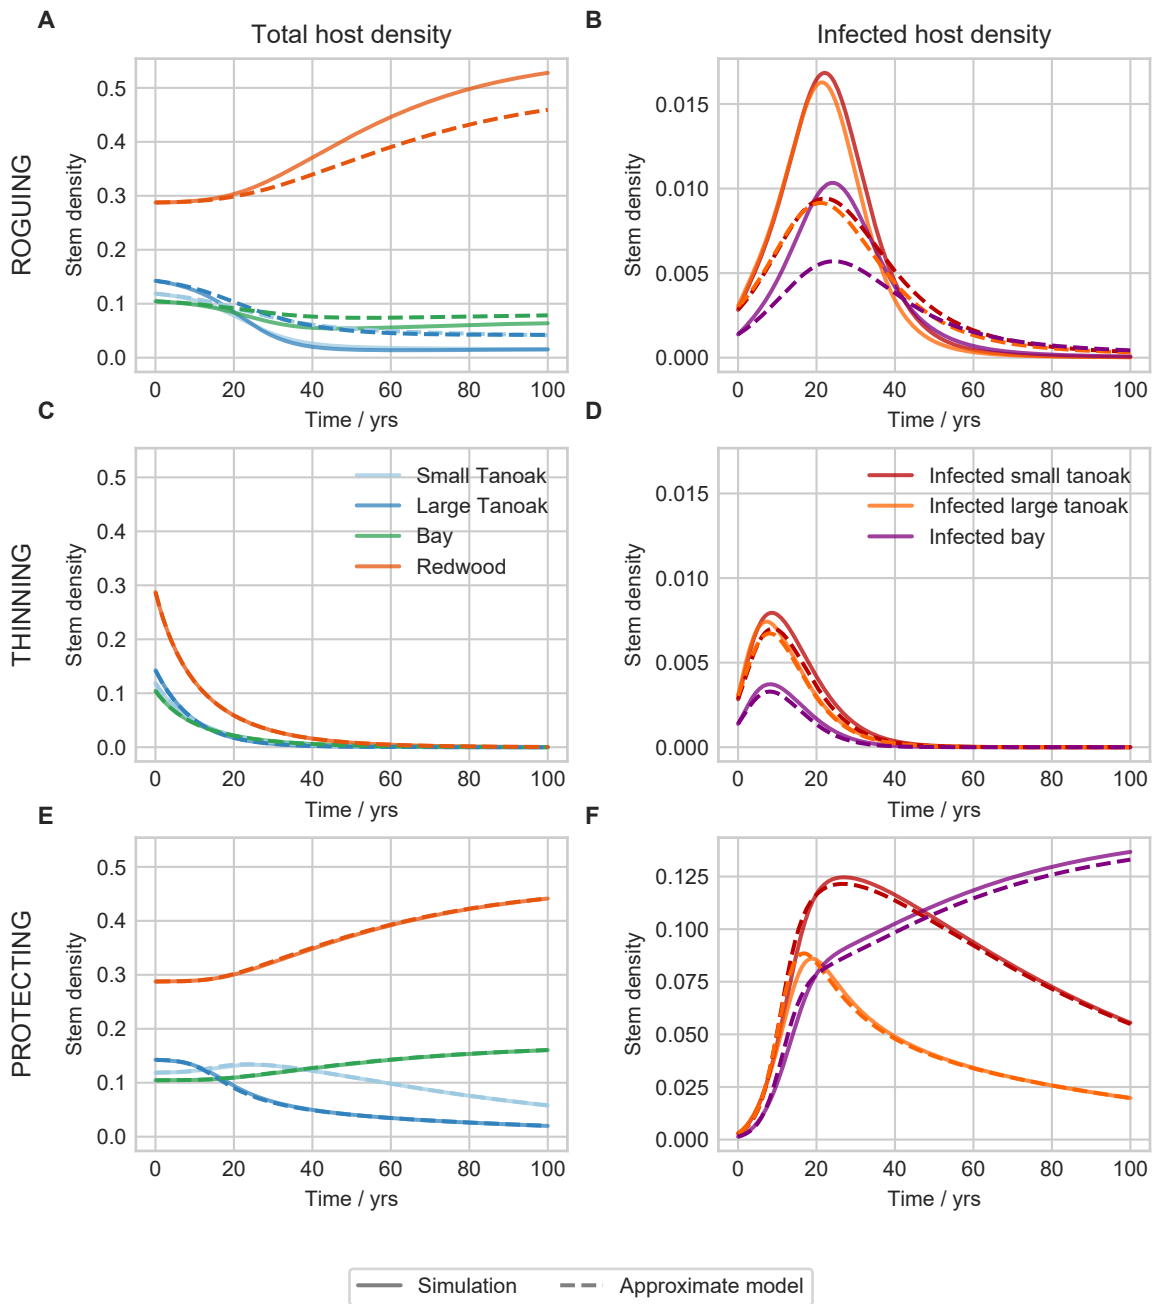 A
B
Total host density
Infected host density
ROGUING
Stem density
0.5
0.4
0.3
0.2
0.1
0.0
0 20 40 60 80 100
Time / yrs
Stem density
0.015
0.010
0.005
0.000
0 20 40 60 80 100
Time / yrs
C
D
THINNING
Stem density
0.5
0.4
0.3
0.2
0.1
0.0
Small Tanoak
Large Tanoak
Bay
Redwood
0 20 40 60 80 100
Time / yrs
Stem density
0.015
0.010
0.005
0.000
Infected small tanoak
Infected large tanoak
Infected bay
0 20 40 60 80 100
Time / yrs
E
F
PROTECTING
Stem density
0.5
0.4
0.3
0.2
0.1
0.0
0 20 40 60 80 100
Time / yrs
Stem density
0.125
0.100
0.075
0.050
0.025
0.000
0 20 40 60 80 100
Time / yrs
Simulation
Approximate model